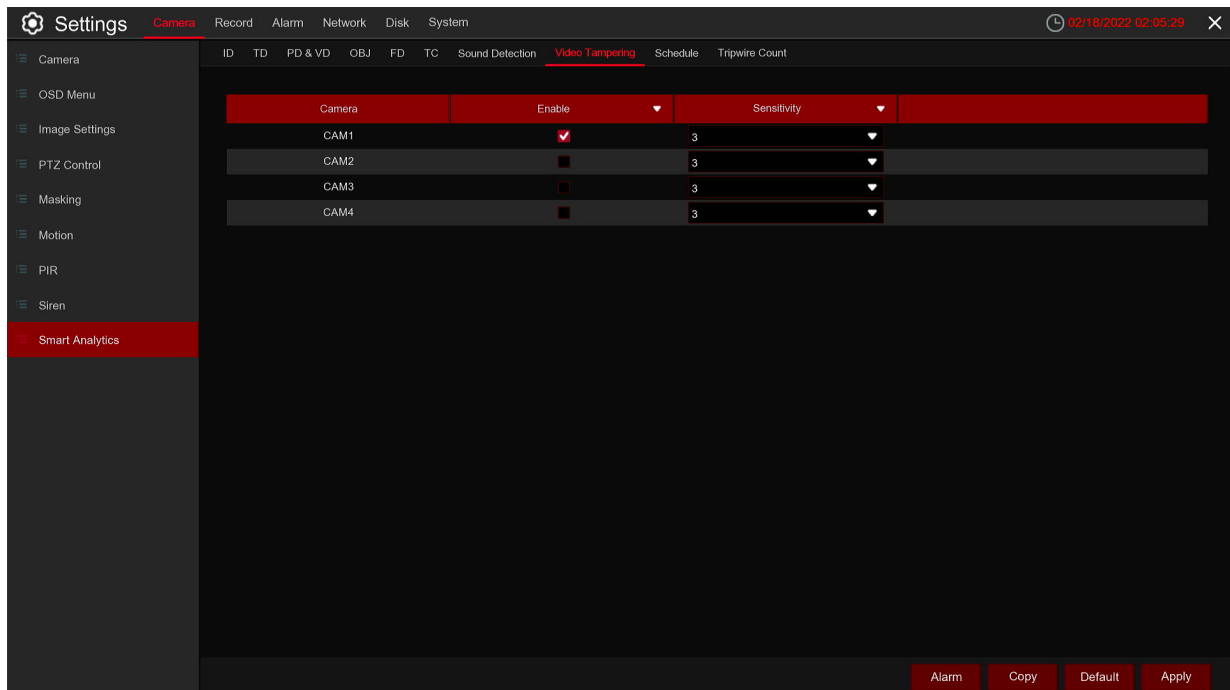 Settings Camera Record Alarm Network Disk System 02/18/2022 02:05:29
ID TD PD & VD OBJ FD TC Sound Detection Video Tampering Schedule Tripwire Count
Camera
OSD Menu
Image Settings
PTZ Control
Masking
Motion
PIR
Siren
Smart Analytics
Camera Enable Sensitivity
CAM1 3
CAM2 3
CAM3 3
CAM4 3
Alarm Copy Default Apply